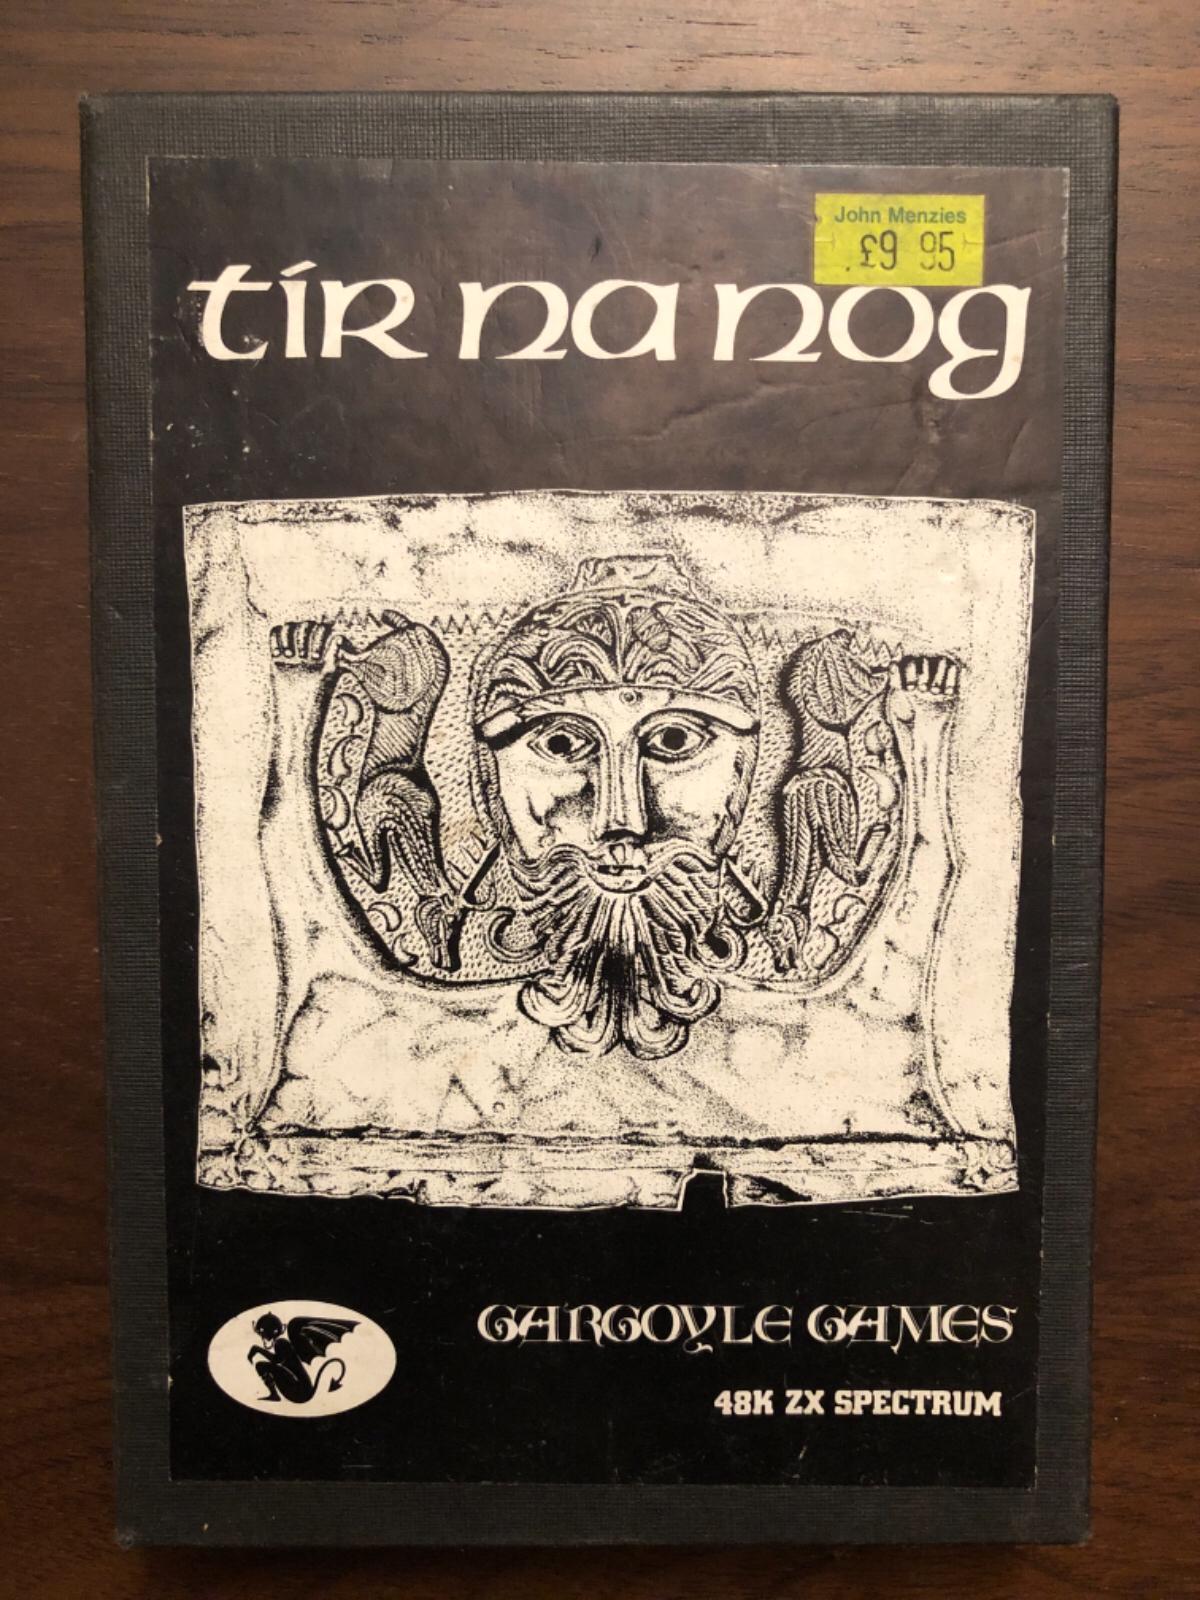 John Menzies
£9 95
tír na nog
GARGOYLE GAMES
48K ZX SPECTRUM